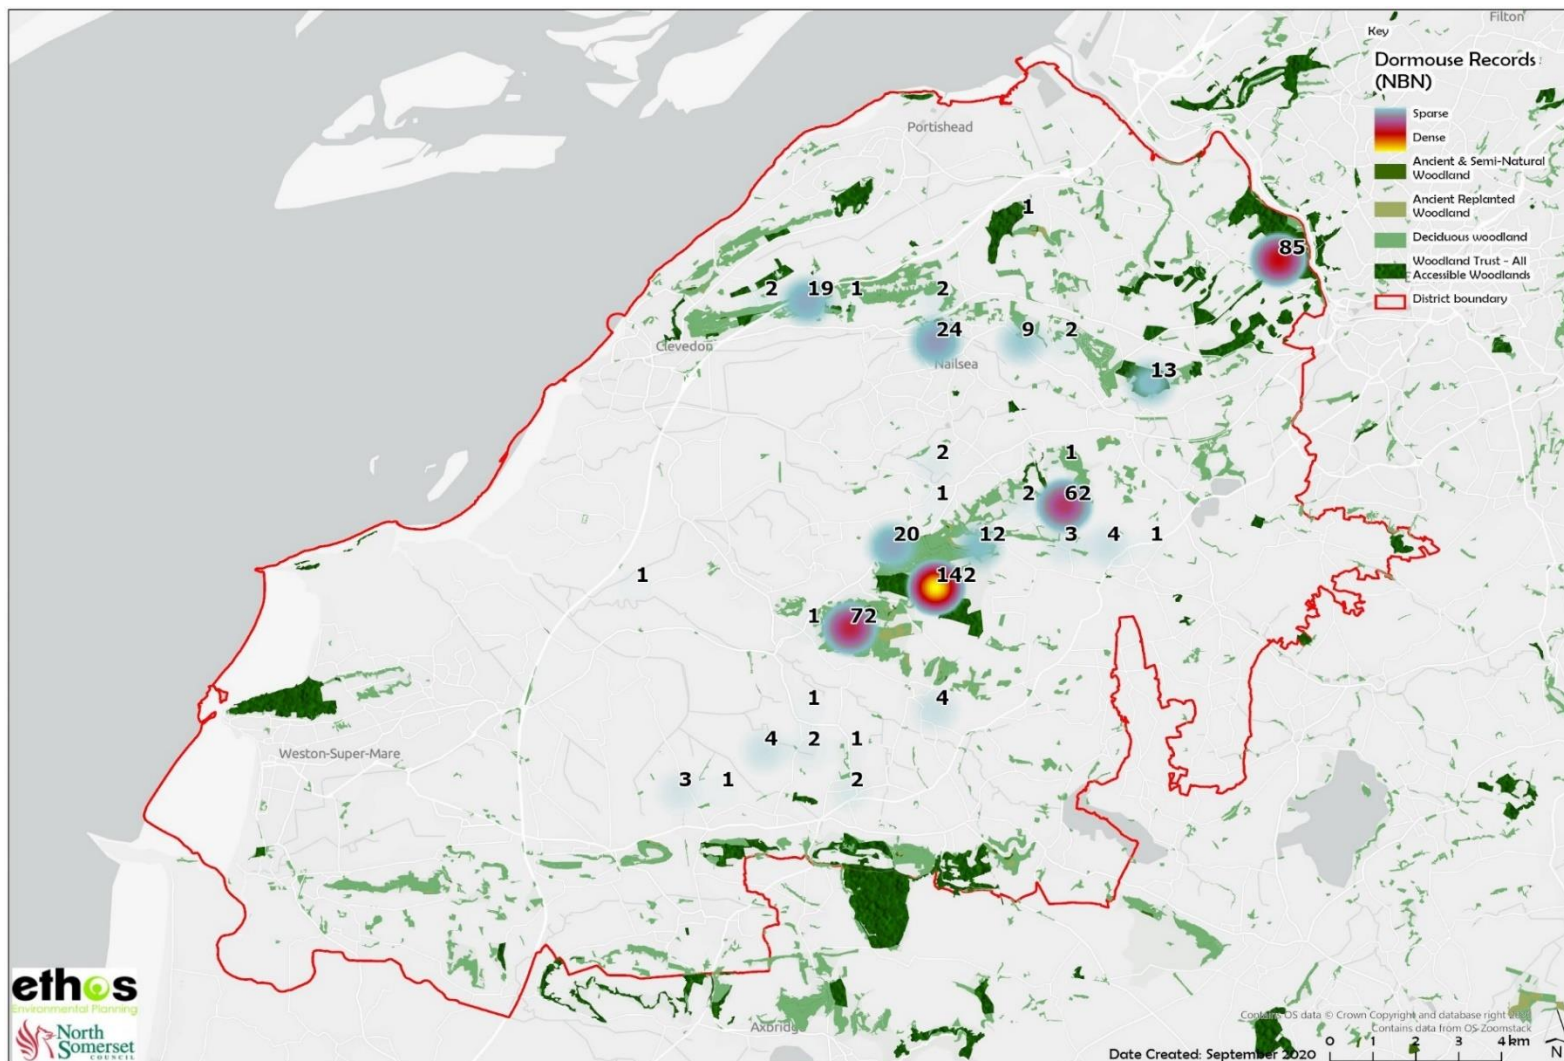 Filton
Key
Dormouse Records
(NBN)
Sparse
Dense
Ancient & Semi-Natural
Woodland
Ancient Replanted
Woodland
Deciduous woodland
Woodland Trust - All
Accessible Woodlands
District boundary
Portishead
1
85
2 19 1 2
Clevedon
24 9 2
Nailsea
13
2 1
1 2 62
20 12 3 4 1
1 142
1 72
1 4
Weston-Super-Mare
4 2 1
3 1 2
Axbridge
ethos
Environmental Planning
North
Somerset
COUNCIL
Contains OS data © Crown Copyright and database right
Contains data from OS Zoomstack
Date Created: September 2020
0 1 2 3 4 km
N